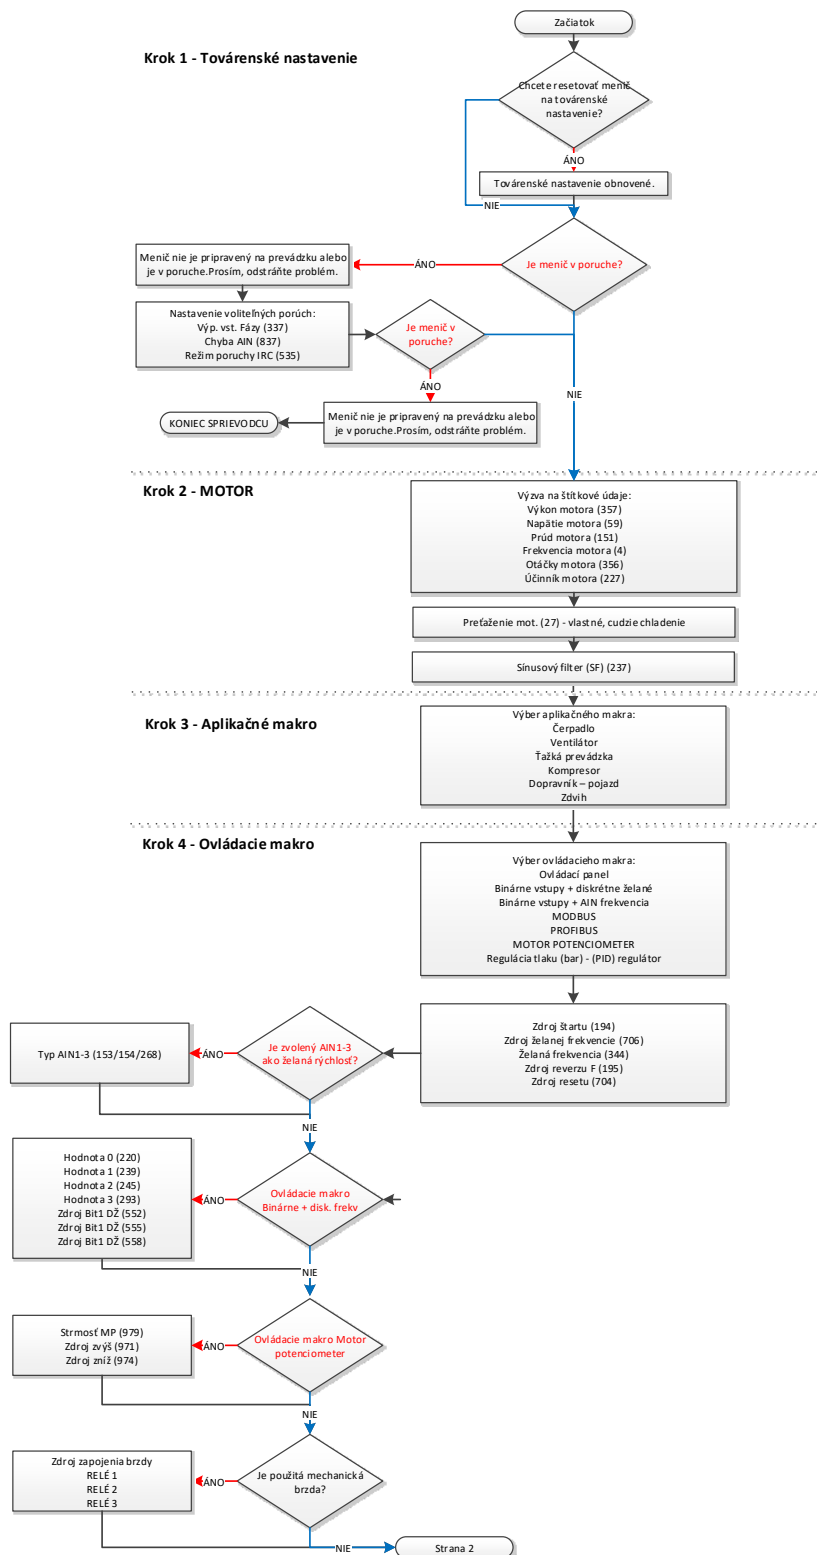 Začiatok
Krok 1 - Továrenské nastavenie
Chcete resetovať menič
na továrenské
nastavenie?
ÁNO
Továrenské nastavenie obnovené.
NIE
Je menič v poruche?
ÁNO
Menič nie je pripravený na prevádzku alebo
je v poruche.Prosím, odstráňte problém.
Nastavenie voliteľných porúch:
Výp. vst. Fázy (337)
Chyba AIN (837)
Režim poruchy IRC (535)
Je menič v
poruche?
ÁNO
NIE
Menič nie je pripravený na prevádzku alebo
je v poruche.Prosím, odstráňte problém.
KONIEC SPRIEVODCU
Krok 2 - MOTOR
Výzva na štítkové údaje:
Výkon motora (357)
Napätie motora (59)
Prúd motora (151)
Frekvencia motora (4)
Otáčky motora (356)
Účinník motora (227)
Preťaženie mot. (27) - vlastné, cudzie chladenie
Sínusový filter (SF) (237)
Krok 3 - Aplikačné makro
Výber aplikačného makra:
Čerpadlo
Ventilátor
Ťažká prevádzka
Kompresor
Dopravník – pojazd
Zdvih
Krok 4 - Ovládacie makro
Výber ovládacieho makra:
Ovládací panel
Binárne vstupy + diskrétne želané
Binárne vstupy + AIN frekvencia
MODBUS
PROFIBUS
MOTOR POTENCIOMETER
Regulácia tlaku (bar) - (PID) regulátor
Zdroj štartu (194)
Zdroj želanej frekvencie (706)
Želaná frekvencia (344)
Zdroj reverzu F (195)
Zdroj resetu (704)
Je zvolený AIN1-3
ako želaná rýchlosť?
ÁNO
Typ AIN1-3 (153/154/268)
NIE
Hodnota 0 (220)
Hodnota 1 (239)
Hodnota 2 (245)
Hodnota 3 (293)
Zdroj Bit1 DŽ (552)
Zdroj Bit1 DŽ (555)
Zdroj Bit1 DŽ (558)
ÁNO
Ovládacie makro
Binárne + disk. frekv
NIE
Strmosť MP (979)
Zdroj zvýš (971)
Zdroj zníž (974)
ÁNO
Ovládacie makro Motor
potenciometer
NIE
Zdroj zapojenia brzdy
RELÉ 1
RELÉ 2
RELÉ 3
ÁNO
Je použitá mechanická
brzda?
NIE
Strana 2